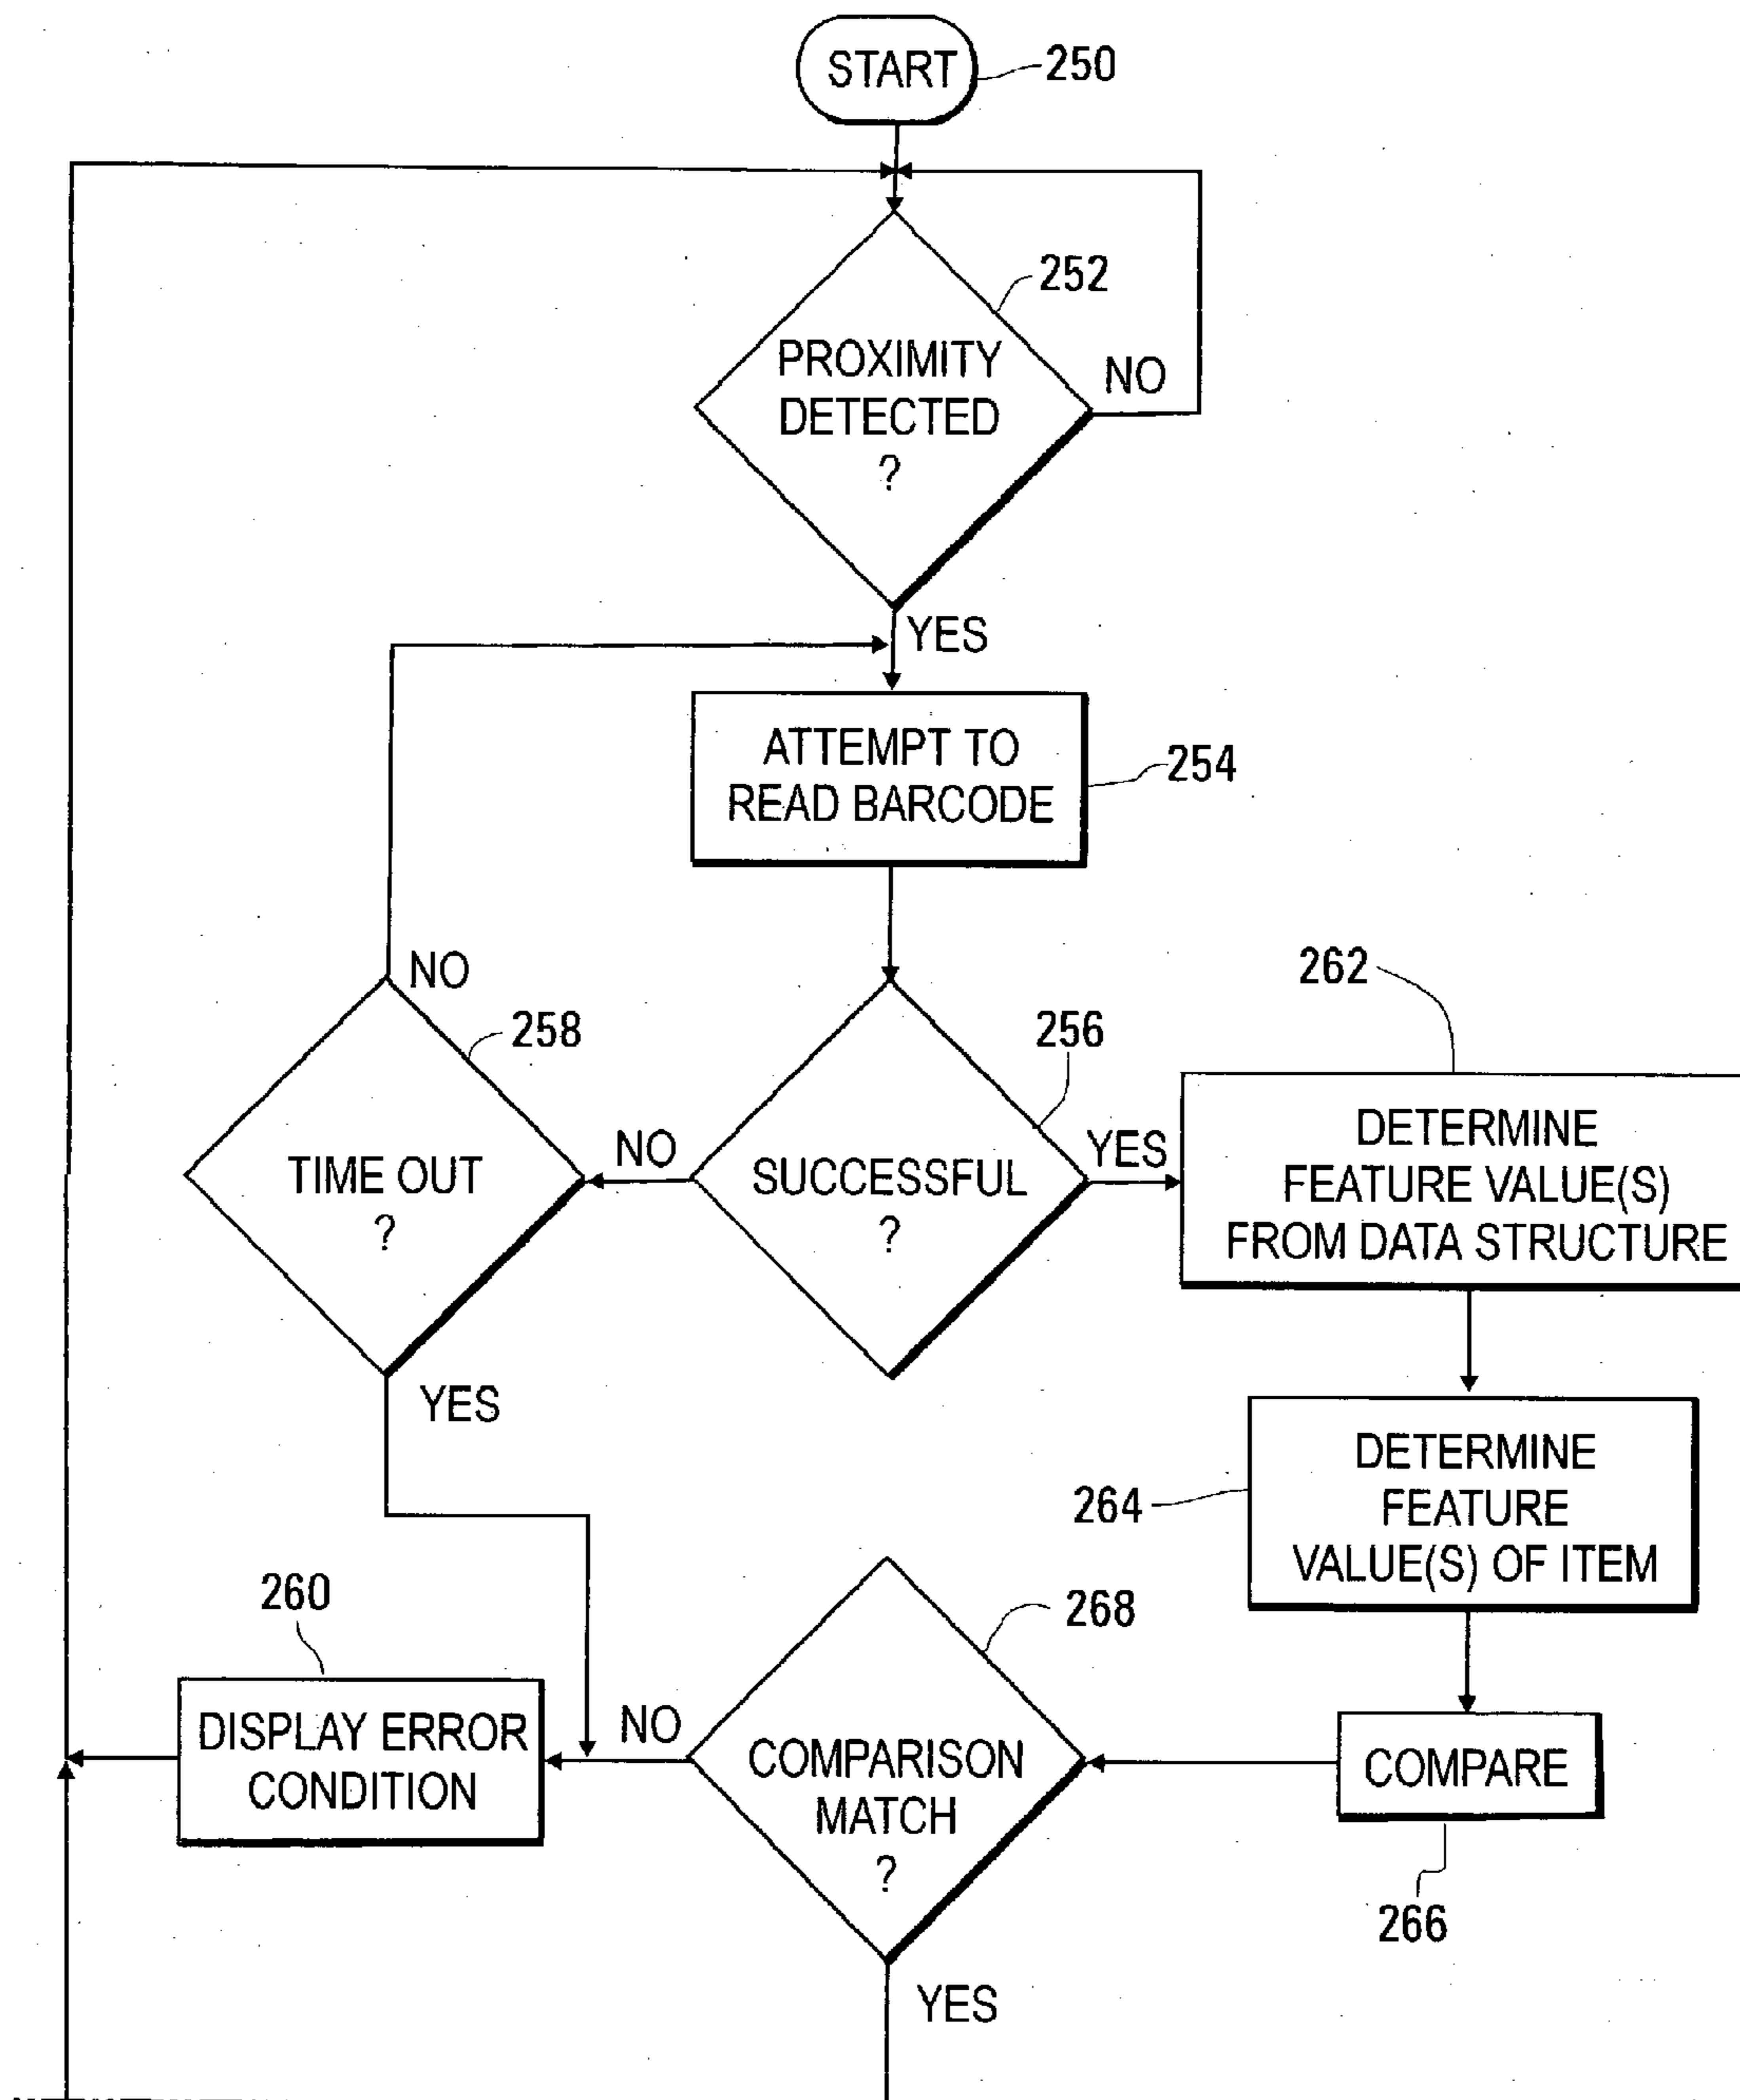 START
250
252
PROXIMITY
DETECTED
?
NO
YES
ATTEMPT TO
READ BARCODE
254
NO
258
256
262
TIME OUT
?
NO
SUCCESSFUL
?
YES
DETERMINE
FEATURE VALUE(S)
FROM DATA STRUCTURE
YES
264
DETERMINE
FEATURE
VALUE(S) OF ITEM
260
268
DISPLAY ERROR
CONDITION
NO
COMPARISON
MATCH
?
COMPARE
266
YES